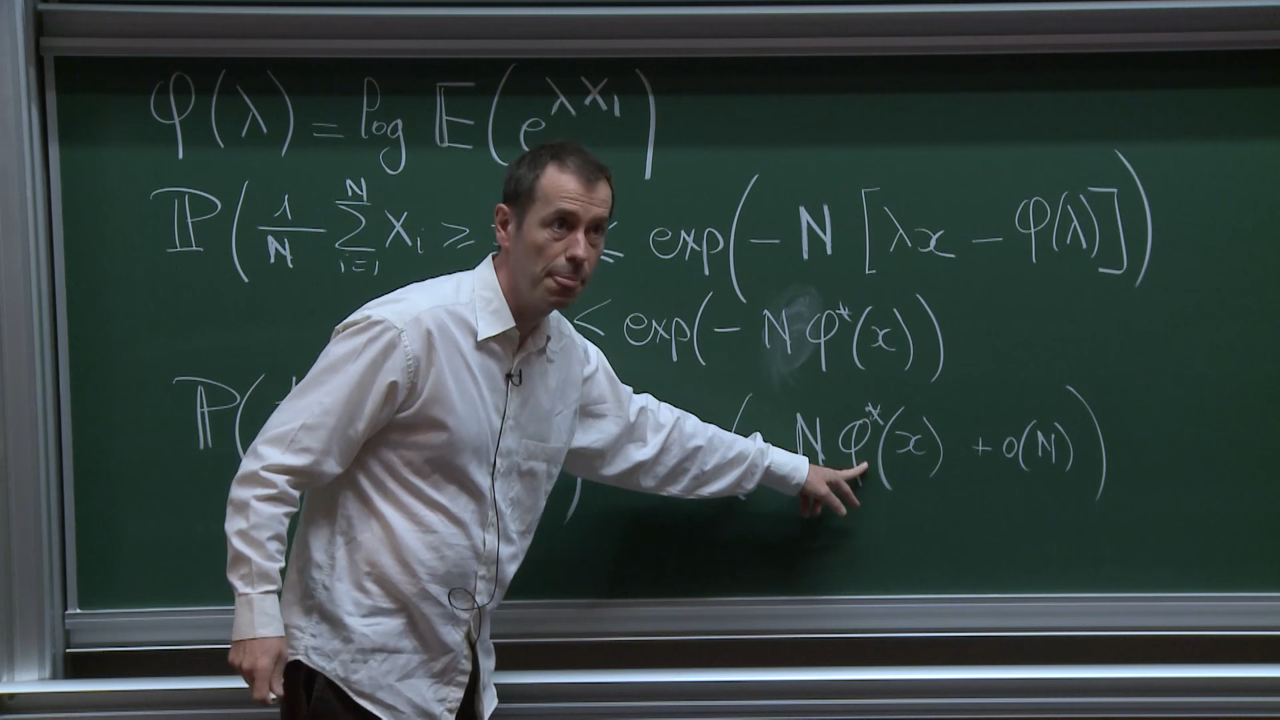 φ(λ) = log 𝔼(e^{λX₁})
ℙ(1/N ∑_{i=1}^{N} X_i ≥ ≤ exp(− N [λx − φ(λ)])
≤ exp(− N φ*(x))
ℙ( ( N φ*(x) + o(N))